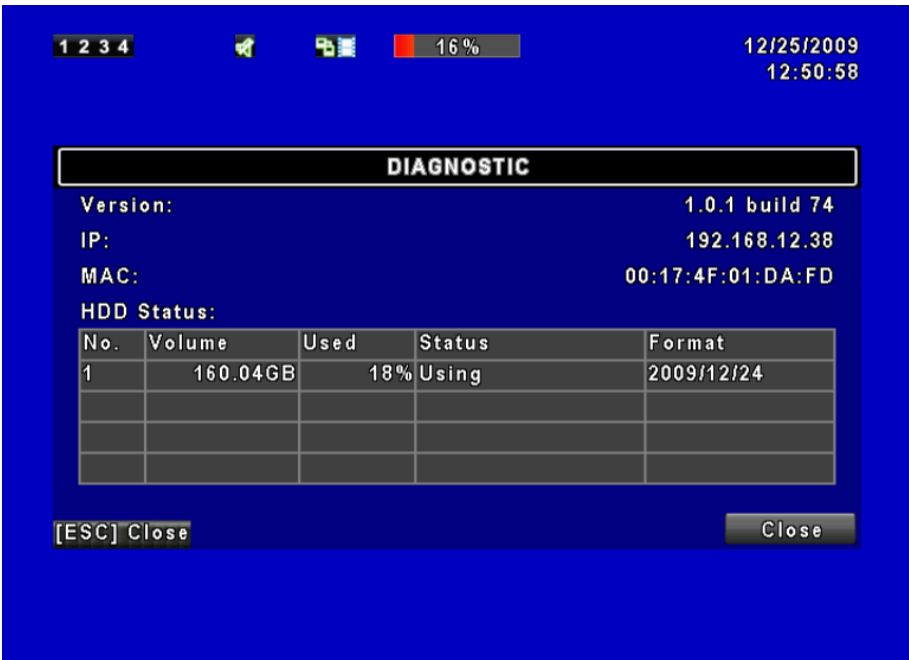 1 2 3 4 16% 12/25/2009
12:50:58
DIAGNOSTIC
Version: 1.0.1 build 74
IP: 192.168.12.38
MAC: 00:17:4F:01:DA:FD
HDD Status:
No. Volume Used Status Format
1 160.04GB 18% Using 2009/12/24
[ESC] Close Close